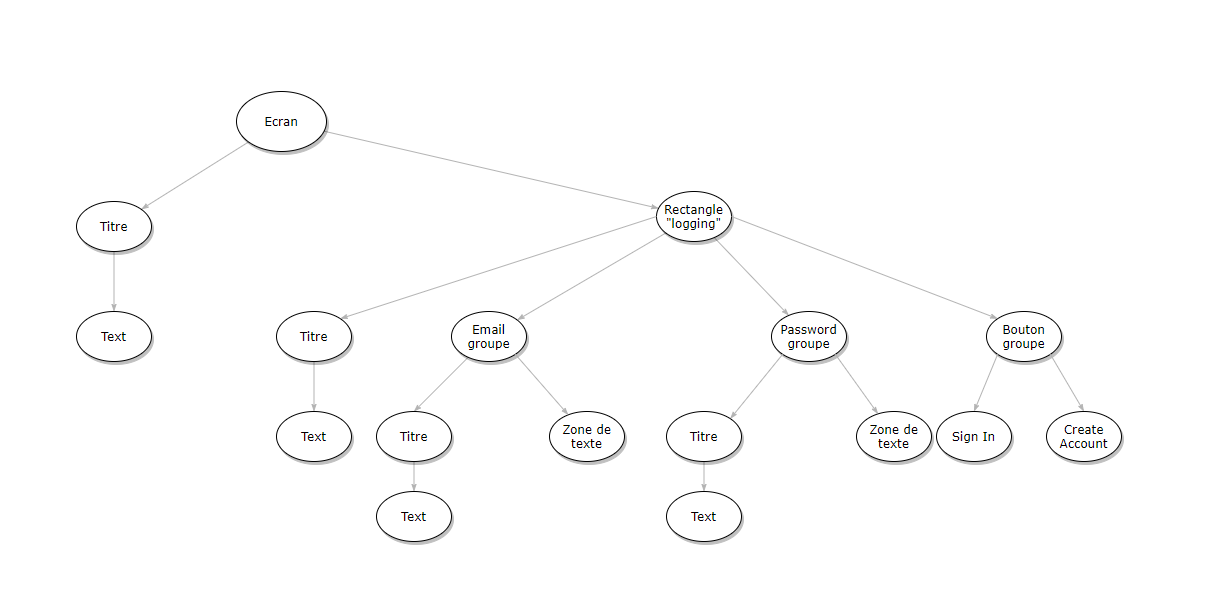 Ecran
Rectangle
"logging"
Titre
Text
Titre
Email
groupe
Password
groupe
Bouton
groupe
Text
Titre
Zone de
texte
Titre
Zone de
texte
Sign In
Create
Account
Text
Text